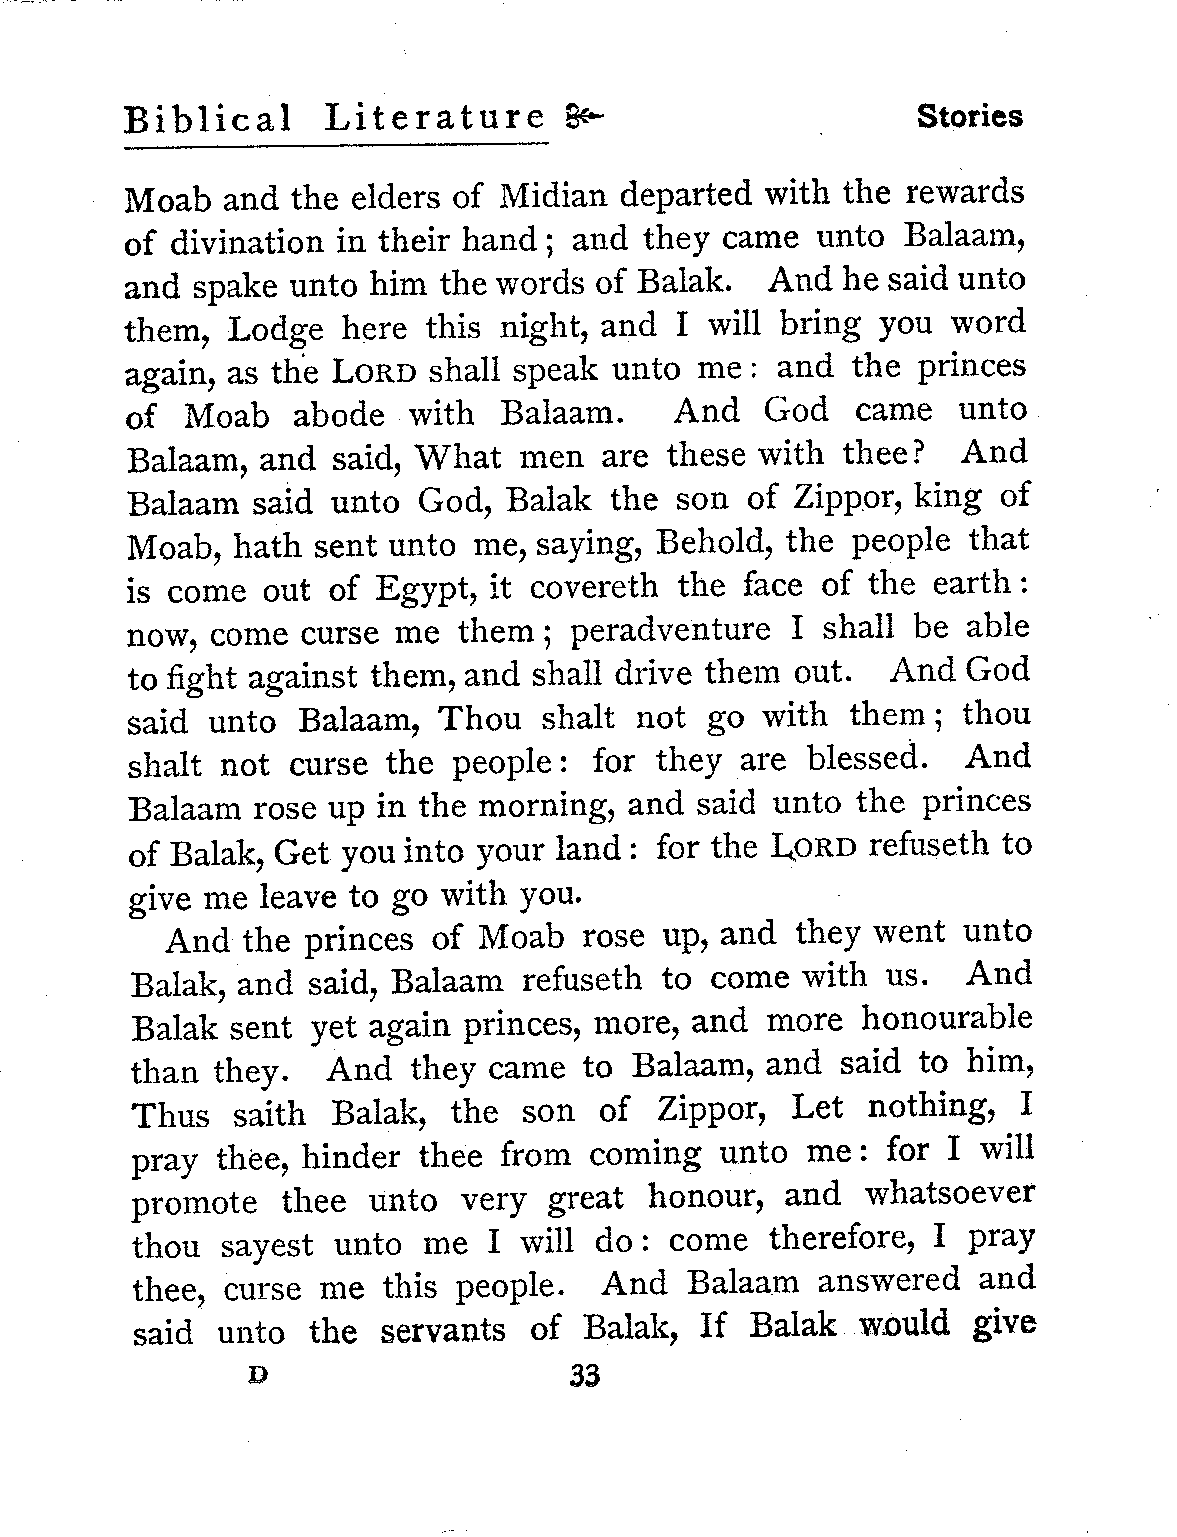 Biblical Literature Stories
Moab and the elders of Midian departed with the rewards
of divination in their hand; and they came unto Balaam,
and spake unto him the words of Balak. And he said unto
them, Lodge here this night, and I will bring you word
again, as the LORD shall speak unto me: and the princes
of Moab abode with Balaam. And God came unto
Balaam, and said, What men are these with thee? And
Balaam said unto God, Balak the son of Zippor, king of
Moab, hath sent unto me, saying, Behold, the people that
is come out of Egypt, it covereth the face of the earth:
now, come curse me them; peradventure I shall be able
to fight against them, and shall drive them out. And God
said unto Balaam, Thou shalt not go with them; thou
shalt not curse the people: for they are blessed. And
Balaam rose up in the morning, and said unto the princes
of Balak, Get you into your land: for the LORD refuseth to
give me leave to go with you.
And the princes of Moab rose up, and they went unto
Balak, and said, Balaam refuseth to come with us. And
Balak sent yet again princes, more, and more honourable
than they. And they came to Balaam, and said to him,
Thus saith Balak, the son of Zippor, Let nothing, I
pray thee, hinder thee from coming unto me: for I will
promote thee unto very great honour, and whatsoever
thou sayest unto me I will do: come therefore, I pray
thee, curse me this people. And Balaam answered and
said unto the servants of Balak, If Balak would give
D 33